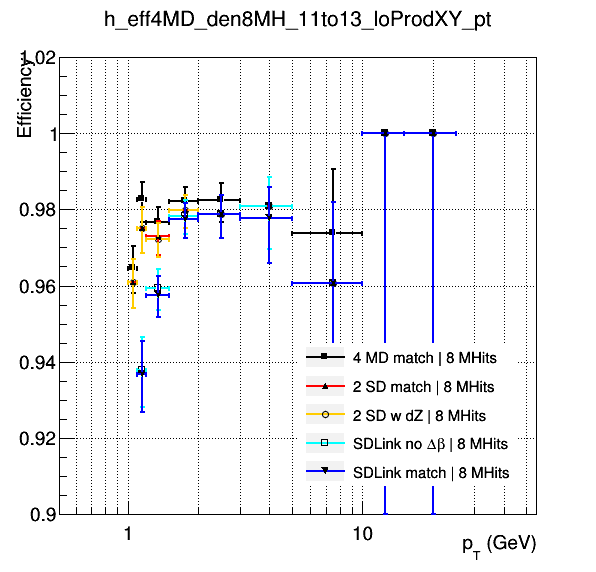 h_eff4MD_den8MH_11to13_loProdXY_pt
Efficiency
1.02
1
0.98
0.96
0.94
0.92
0.9
4 MD match | 8 MHits
2 SD match | 8 MHits
2 SD w dZ | 8 MHits
SDLink no Δβ | 8 MHits
SDLink match | 8 MHits
1
10
p_T (GeV)